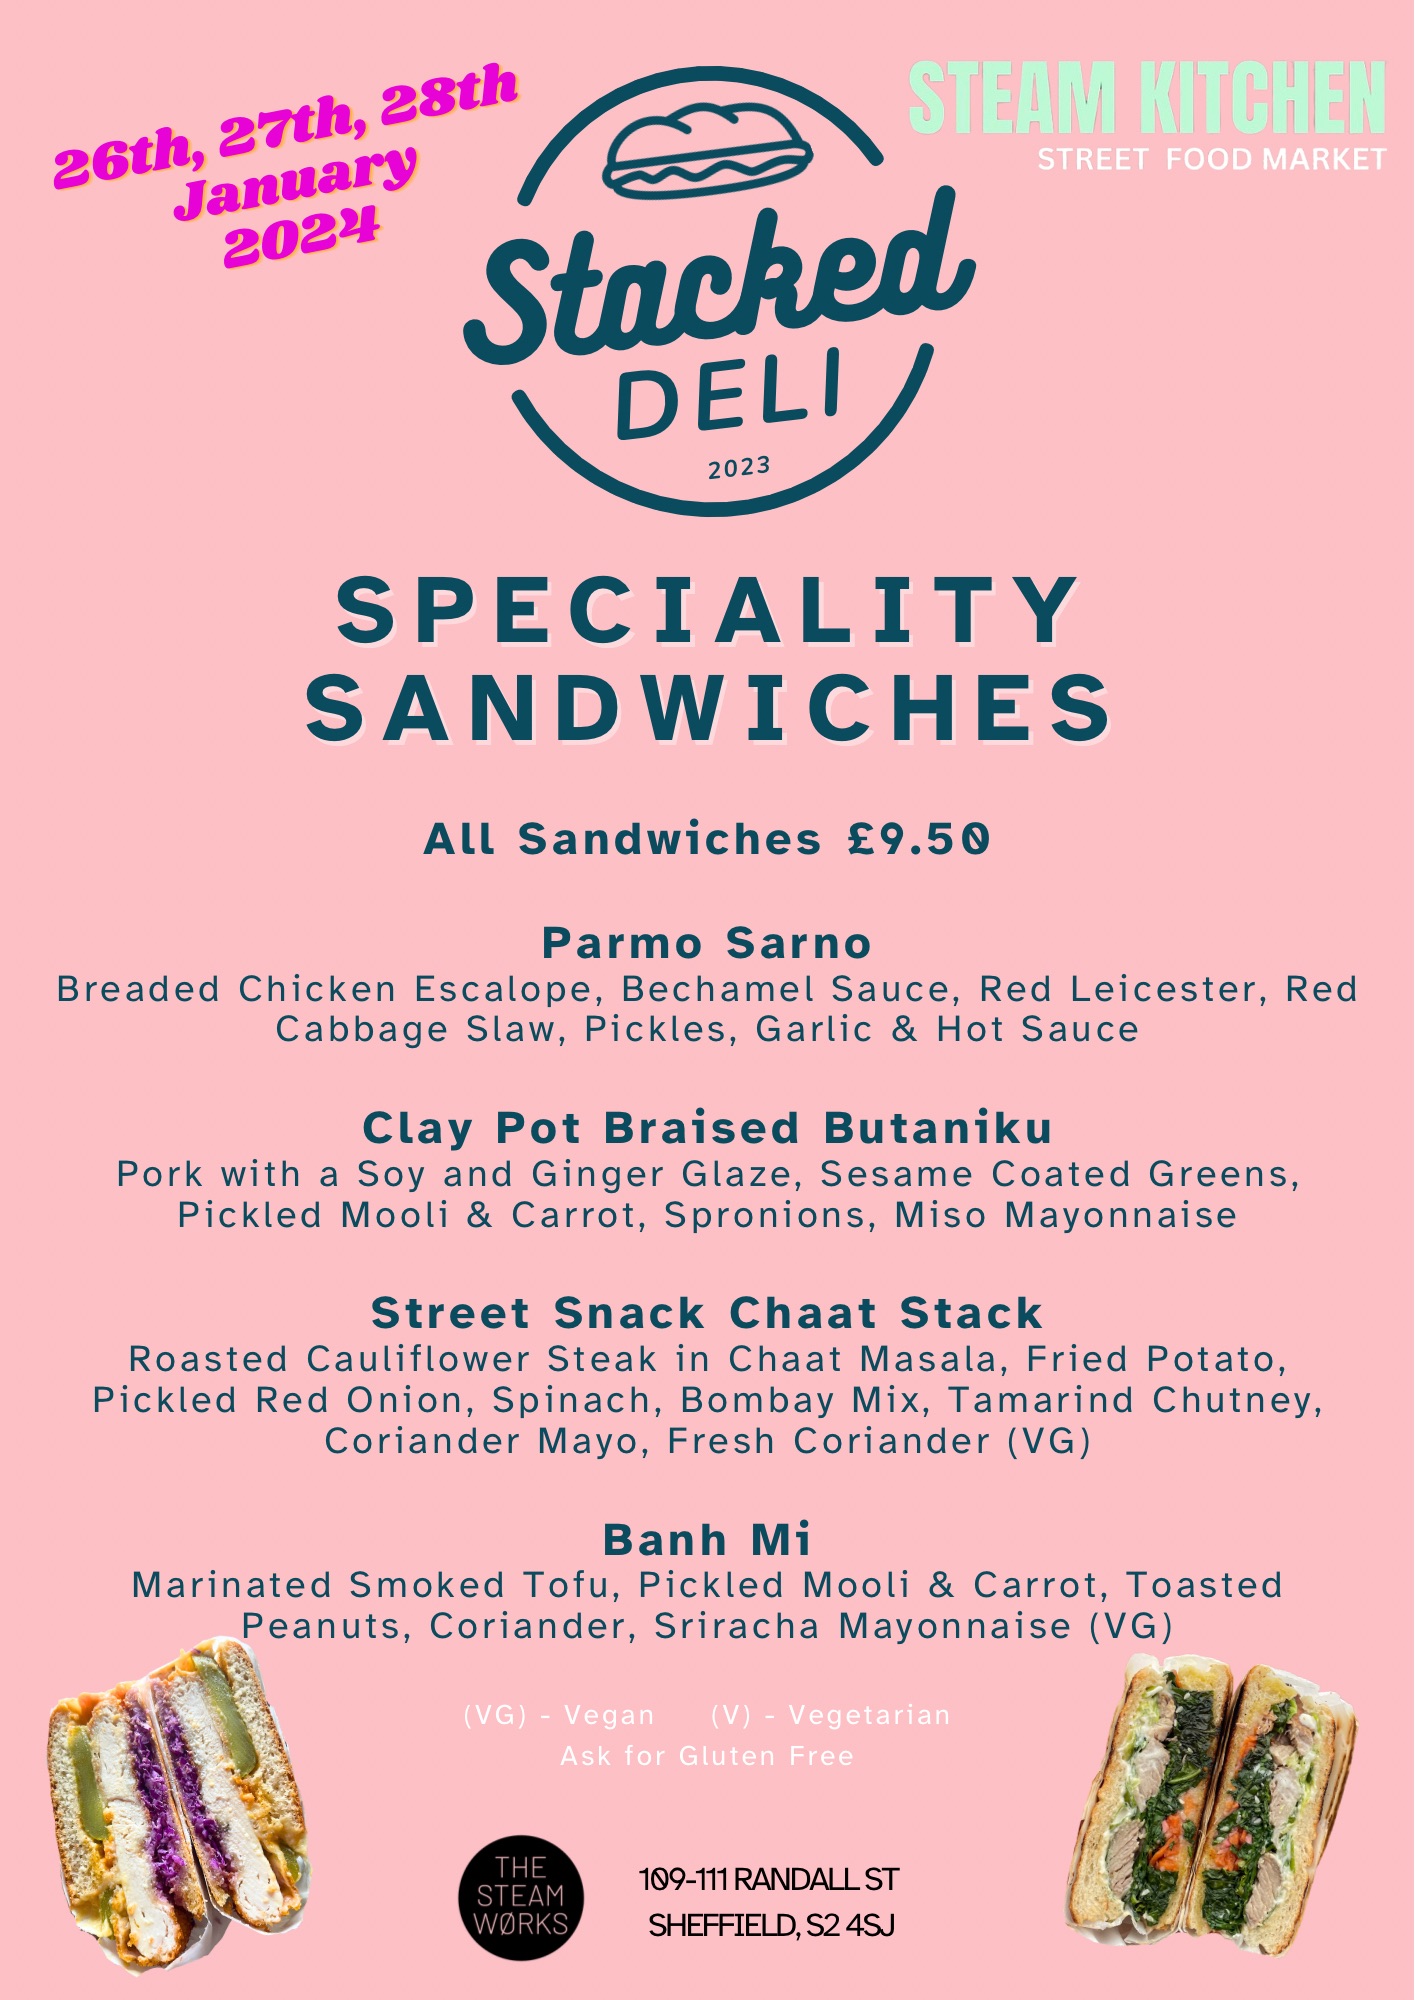 26th, 27th, 28th
January
2024
STEAM KITCHEN
STREET FOOD MARKET
Stacked
DELI
2023
SPECIALITY
SANDWICHES
All Sandwiches £9.50
Parmo Sarno
Breaded Chicken Escalope, Bechamel Sauce, Red Leicester, Red
Cabbage Slaw, Pickles, Garlic & Hot Sauce
Clay Pot Braised Butaniku
Pork with a Soy and Ginger Glaze, Sesame Coated Greens,
Pickled Mooli & Carrot, Spronions, Miso Mayonnaise
Street Snack Chaat Stack
Roasted Cauliflower Steak in Chaat Masala, Fried Potato,
Pickled Red Onion, Spinach, Bombay Mix, Tamarind Chutney,
Coriander Mayo, Fresh Coriander (VG)
Banh Mi
Marinated Smoked Tofu, Pickled Mooli & Carrot, Toasted
Peanuts, Coriander, Sriracha Mayonnaise (VG)
(VG) - Vegan (V) - Vegetarian
Ask for Gluten Free
THE
STEAM
WØRKS
109-111 RANDALL ST
SHEFFIELD, S2 4SJ